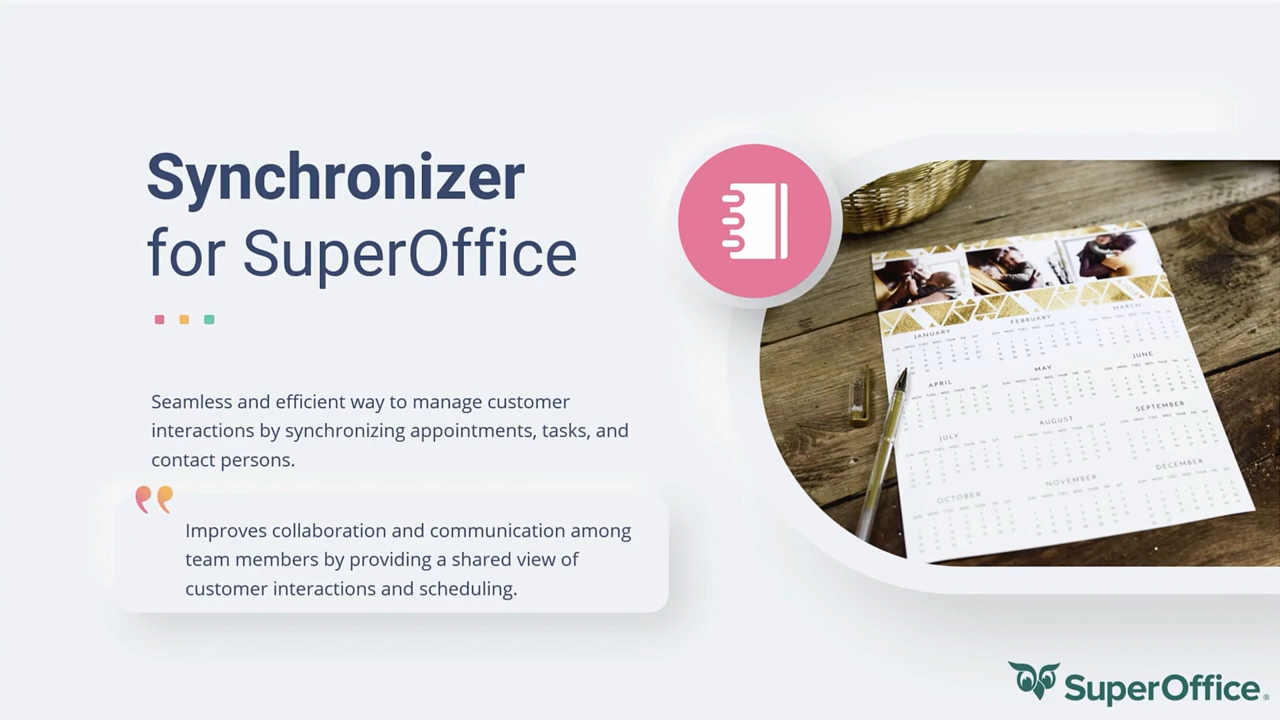 Synchronizer
for SuperOffice
Seamless and efficient way to manage customer
interactions by synchronizing appointments, tasks, and
contact persons.
Improves collaboration and communication among
team members by providing a shared view of
customer interactions and scheduling.
JANUARY
FEBRUARY
MARCH
APRIL
MAY
JUNE
JULY
AUGUST
SEPTEMBER
OCTOBER
NOVEMBER
DECEMBER
SuperOffice®